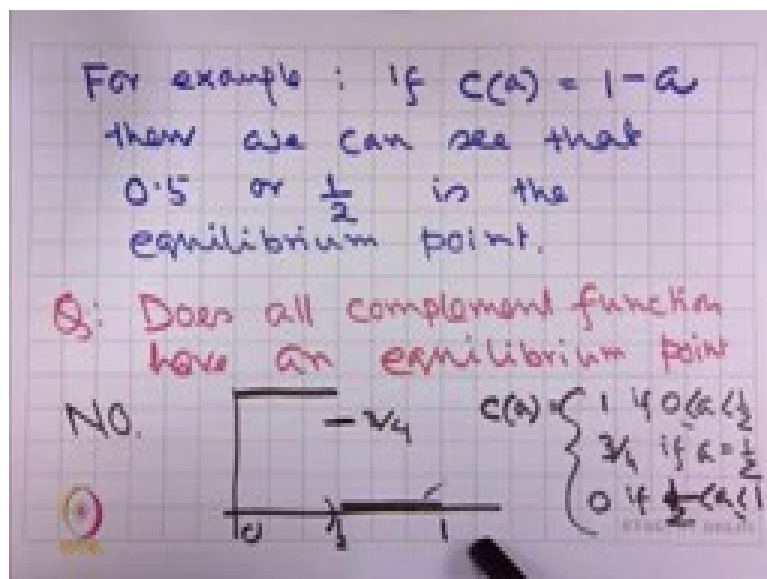 For example : if c(a) = 1 - a
then we can see that
0.5 or 1/2 is the
equilibrium point.
Q: Does all complement function
have an equilibrium point
NO.
3/4
c(a) = { 1 if 0 ≤ a < 1/2
3/4 if a = 1/2
0 if 1/2 < a ≤ 1
0 1/2 1